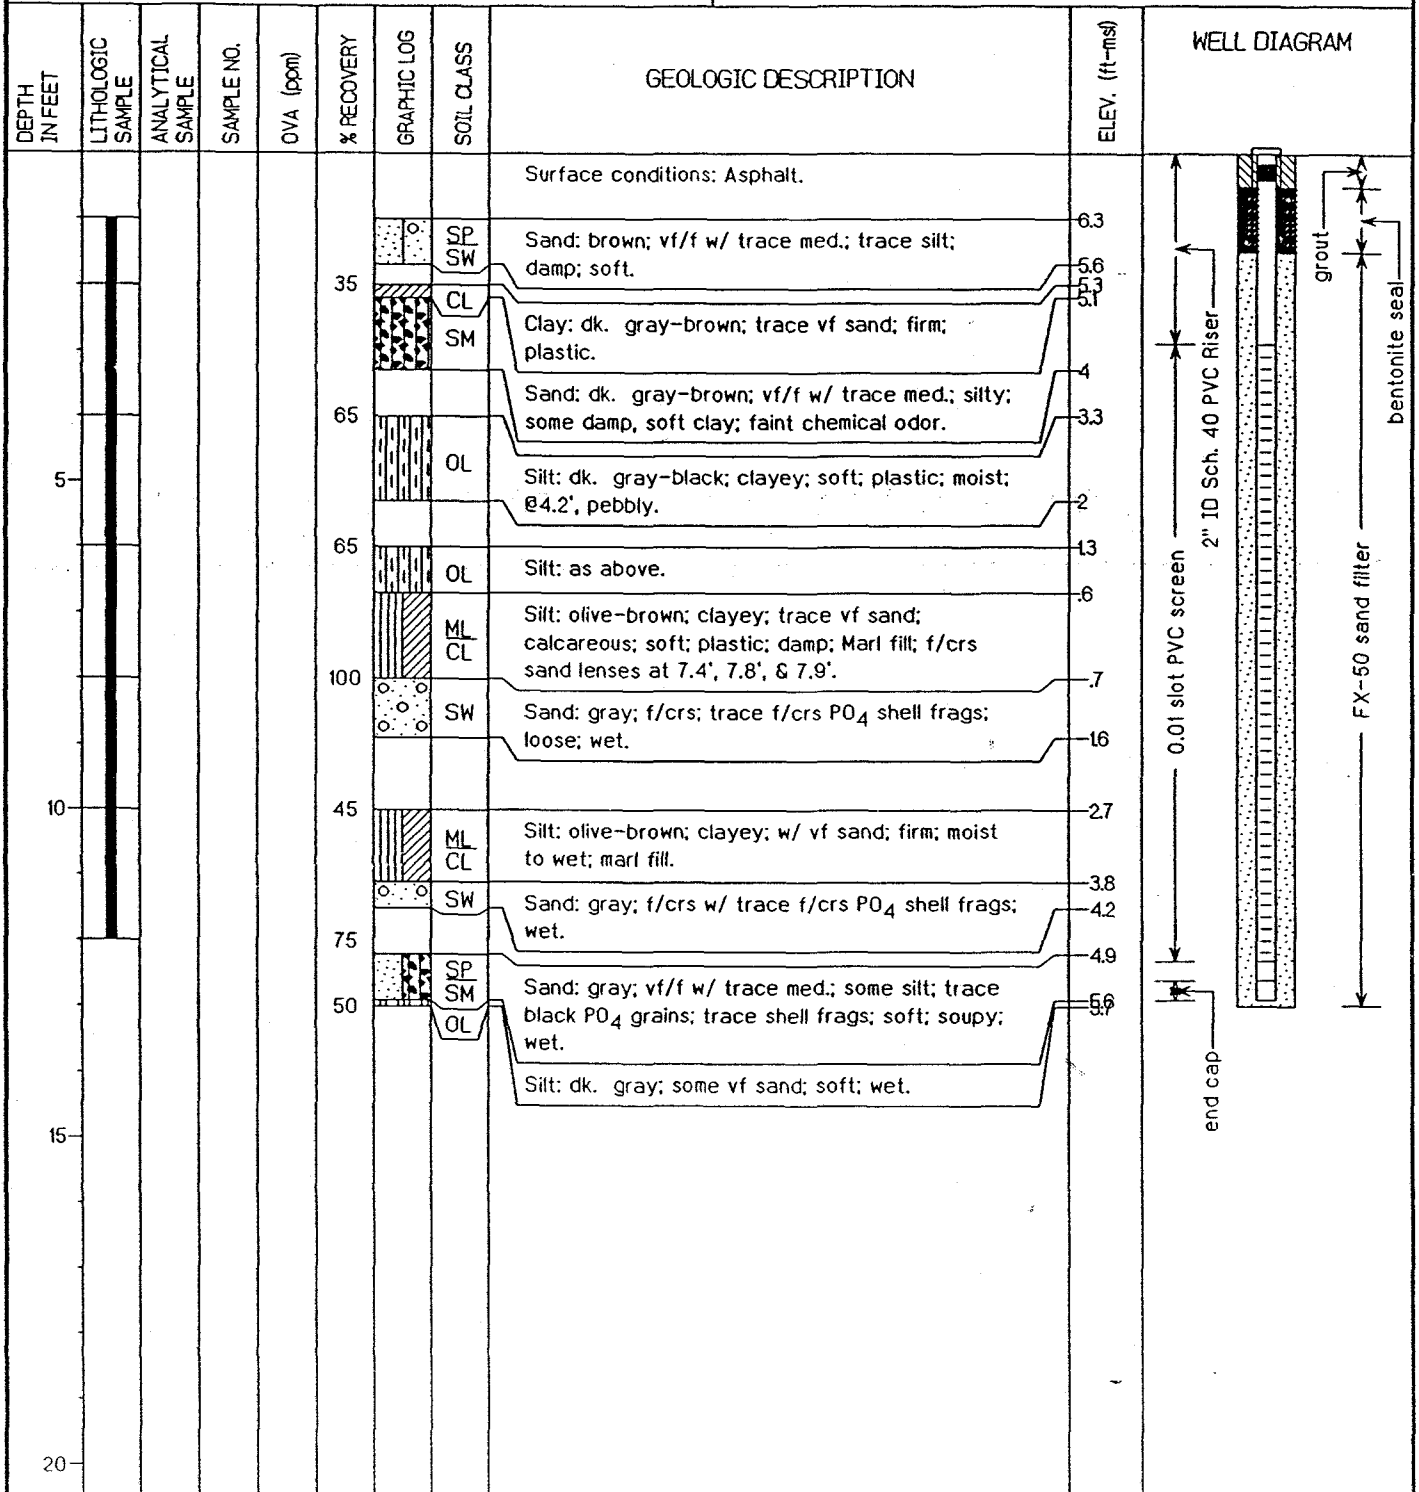 DEPTH
IN FEET
LITHOLOGIC
SAMPLE
ANALYTICAL
SAMPLE
SAMPLE NO.
OVA (ppm)
% RECOVERY
GRAPHIC LOG
SOIL CLASS
GEOLOGIC DESCRIPTION
ELEV. (ft-msl)
WELL DIAGRAM
Surface conditions: Asphalt.
6.3
SP
SW
Sand: brown; vf/f w/ trace med.; trace silt;
damp; soft.
5.6
35
5.3
5.1
CL
Clay: dk. gray-brown; trace vf sand; firm;
plastic.
SM
4
Sand: dk. gray-brown; vf/f w/ trace med.; silty;
some damp, soft clay; faint chemical odor.
65
3.3
OL
Silt: dk. gray-black; clayey; soft; plastic; moist;
@4.2', pebbly.
5
2
65
1.3
OL
Silt: as above.
.6
ML
CL
Silt: olive-brown; clayey; trace vf sand;
calcareous; soft; plastic; damp; Marl fill; f/crs
sand lenses at 7.4', 7.8', & 7.9'.
100
.7
SW
Sand: gray; f/crs; trace f/crs PO4 shell frags;
loose; wet.
1.6
10
45
2.7
ML
CL
Silt: olive-brown; clayey; w/ vf sand; firm; moist
to wet; marl fill.
3.8
SW
Sand: gray; f/crs w/ trace f/crs PO4 shell frags;
wet.
4.2
75
4.9
SP
SM
Sand: gray; vf/f w/ trace med.; some silt; trace
black PO4 grains; trace shell frags; soft; soupy;
wet.
50
5.6
5.7
OL
Silt: dk. gray; some vf sand; soft; wet.
15
20
0.01 slot PVC screen
2" ID Sch. 40 PVC Riser
end cap
grout
FX-50 sand filter
bentonite seal